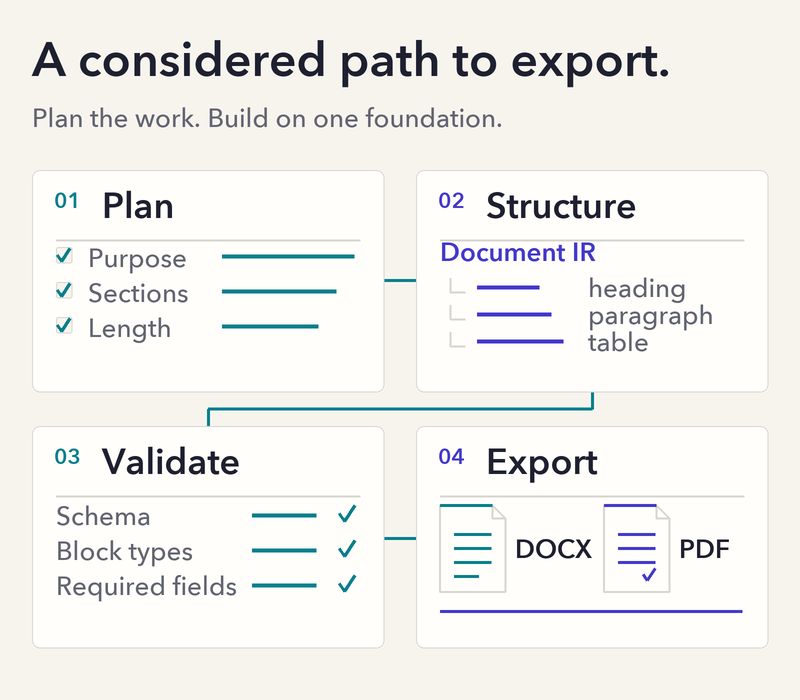 A considered path to export.
Plan the work. Build on one foundation.
01 Plan
Purpose
Sections
Length
02 Structure
Document IR
heading
paragraph
table
03 Validate
Schema
Block types
Required fields
04 Export
DOCX PDF